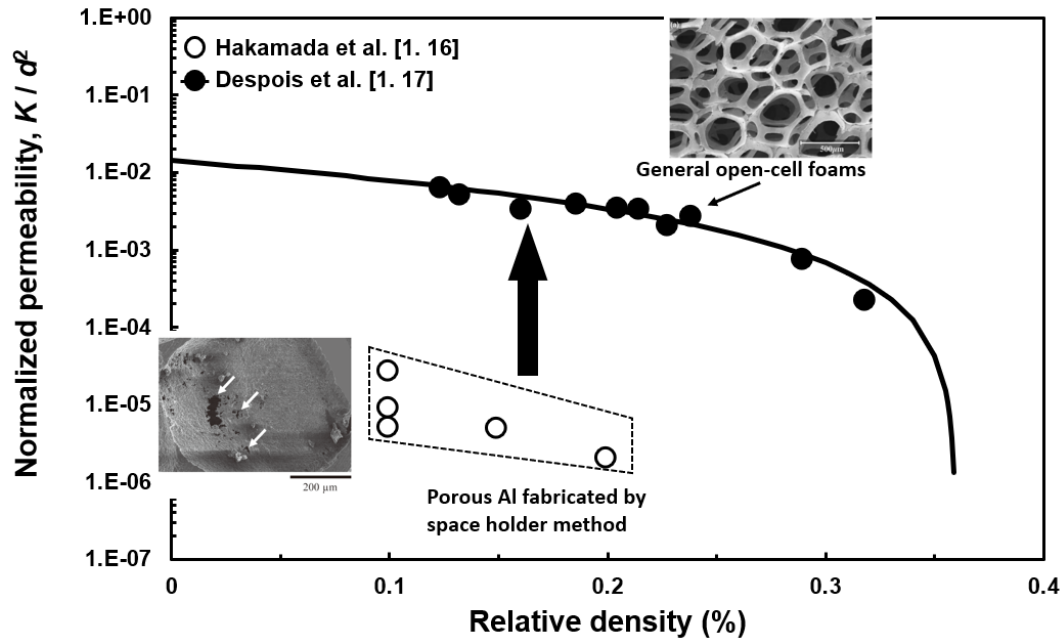 1.E+00
1.E-01
1.E-02
1.E-03
1.E-04
1.E-05
1.E-06
1.E-07
Normalized permeability, K / d²
Hakamada et al. [1. 16]
Despois et al. [1. 17]
500μm
General open-cell foams
200 μm
Porous Al fabricated by
space holder method
0 0.1 0.2 0.3 0.4
Relative density (%)